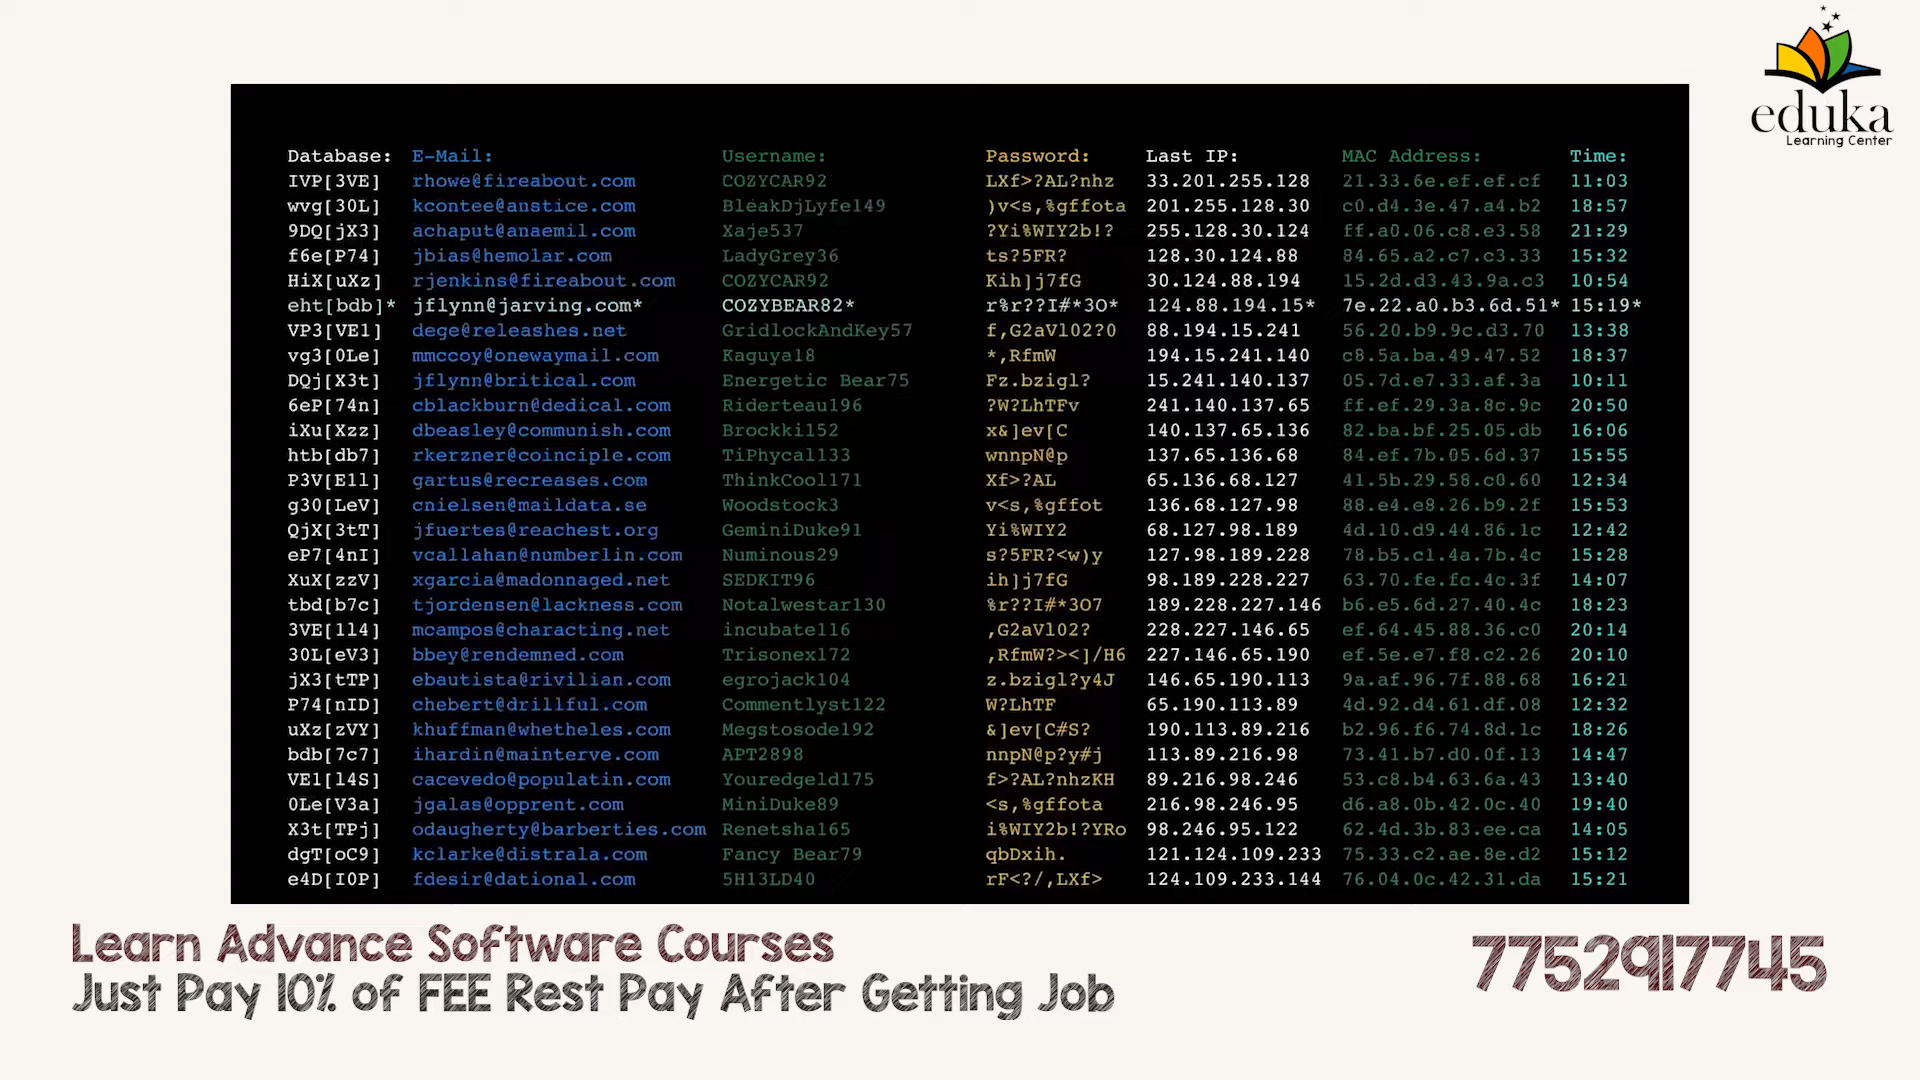 eduka
Learning Center
Database: E-Mail: Username: Password: Last IP: MAC Address: Time:
IVP[3VE] rhowe@fireabout.com COZYCAR92 LXf>?AL?nhz 33.201.255.128 21.33.6e.ef.ef.cf 11:03
wvg[30L] kcontee@anstice.com BleakDjLyfe149 )v<s,%gffota 201.255.128.30 c0.d4.3e.47.a4.b2 18:57
9DQ[jX3] achaput@anaemil.com Xaje537 ?Yi%WIY2b!? 255.128.30.124 ff.a0.06.c8.e3.58 21:29
f6e[P74] jbias@hemolar.com LadyGrey36 ts?5FR? 128.30.124.88 84.65.a2.c7.c3.33 15:32
HiX[uXz] rjenkins@fireabout.com COZYCAR92 Kih]j7fG 30.124.88.194 15.2d.d3.43.9a.c3 10:54
eht[bdb]* jflynn@jarving.com* COZYBEAR82* r%r??I#*3O* 124.88.194.15* 7e.22.a0.b3.6d.51* 15:19*
VP3[VE1] dege@releashes.net GridlockAndKey57 f,G2aVl02?0 88.194.15.241 56.20.b9.9c.d3.70 13:38
vg3[0Le] mmccoy@onewaymail.com Kaguya18 *,RfmW 194.15.241.140 c8.5a.ba.49.47.52 18:37
DQj[X3t] jflynn@britical.com Energetic Bear75 Fz.bzigl? 15.241.140.137 05.7d.e7.33.af.3a 10:11
6eP[74n] cblackburn@dedical.com Riderteau196 ?W?LhTFv 241.140.137.65 ff.ef.29.3a.8c.9c 20:50
iXu[Xzz] dbeasley@communish.com Brocki152 x&]ev[C 140.137.65.136 82.ba.bf.25.05.db 16:06
htb[db7] rkerzner@coinciple.com TiPhycal133 wnnpN@p 137.65.136.68 84.ef.7b.05.6d.37 15:55
P3V[E1l] gartus@recreases.com ThinkCool171 Xf>?AL 65.136.68.127 41.5b.29.58.c0.60 12:34
g30[LeV] cnielsen@maildata.se Woodstock3 v<s,%gffot 136.68.127.98 88.e4.e8.26.b9.2f 15:53
QjX[3tT] jfuertes@reachest.org GeminiDuke91 Yi%WIY2 68.127.98.189 4d.10.d9.44.86.1c 12:42
eP7[4nI] vcallahan@numberlin.com Numinous29 s?5FR?<w)y 127.98.189.228 78.b5.c1.4a.7b.4c 15:28
XuX[zzV] xgarcia@madonnaged.net SEDKIT96 ih]j7fG 98.189.228.227 63.70.fe.fc.4c.3f 14:07
tbd[b7c] tjordensen@lackness.com Notalwestar130 %r??I#*3O7 189.228.227.146 b6.e5.6d.27.40.4c 18:23
3VE[1l4] mcampos@characting.net incubate116 ,G2aVl02? 228.227.146.65 ef.64.45.88.36.c0 20:14
30L[eV3] bbey@rendemned.com Trisonex172 ,RfmW?><]/H6 227.146.65.190 ef.5e.e7.f8.c2.26 20:10
jX3[tTP] ebautista@rivilian.com egrojack104 z.bzigl?y4J 146.65.190.113 9a.af.96.7f.88.68 16:21
P74[nID] chebert@drillful.com Commentlyst122 W?LhTF 65.190.113.89 4d.92.d4.61.df.08 12:32
uXz[zVY] khuffman@whetheles.com Megstosode192 &]ev[C#S? 190.113.89.216 b2.96.f6.74.8d.1c 18:26
bdb[7c7] ihardin@mainterve.com APT2898 nnpN@p?y#j 113.89.216.98 73.41.b7.d0.0f.13 14:47
VE1[l4S] cacevedo@populatin.com Youredgeld175 f>?AL?nhzKH 89.216.98.246 53.c8.b4.63.6a.43 13:40
0Le[V3a] jgalas@opprent.com MiniDuke89 <s,%gffota 216.98.246.95 d6.a8.0b.42.0c.40 19:40
X3t[TPj] odaugherty@barberties.com Renetsha165 i%WIY2b!?YRo 98.246.95.122 62.4d.3b.83.ee.ca 14:05
dgT[oC9] kclarke@distrala.com Fancy Bear79 qbDxih. 121.124.109.233 75.33.c2.ae.8e.d2 15:12
e4D[I0P] fdesir@dational.com 5H13LD40 rF<?/,LXf> 124.109.233.144 76.04.0c.42.31.da 15:21
Learn Advance Software Courses
Just Pay 10% of FEE Rest Pay After Getting Job
7752917745